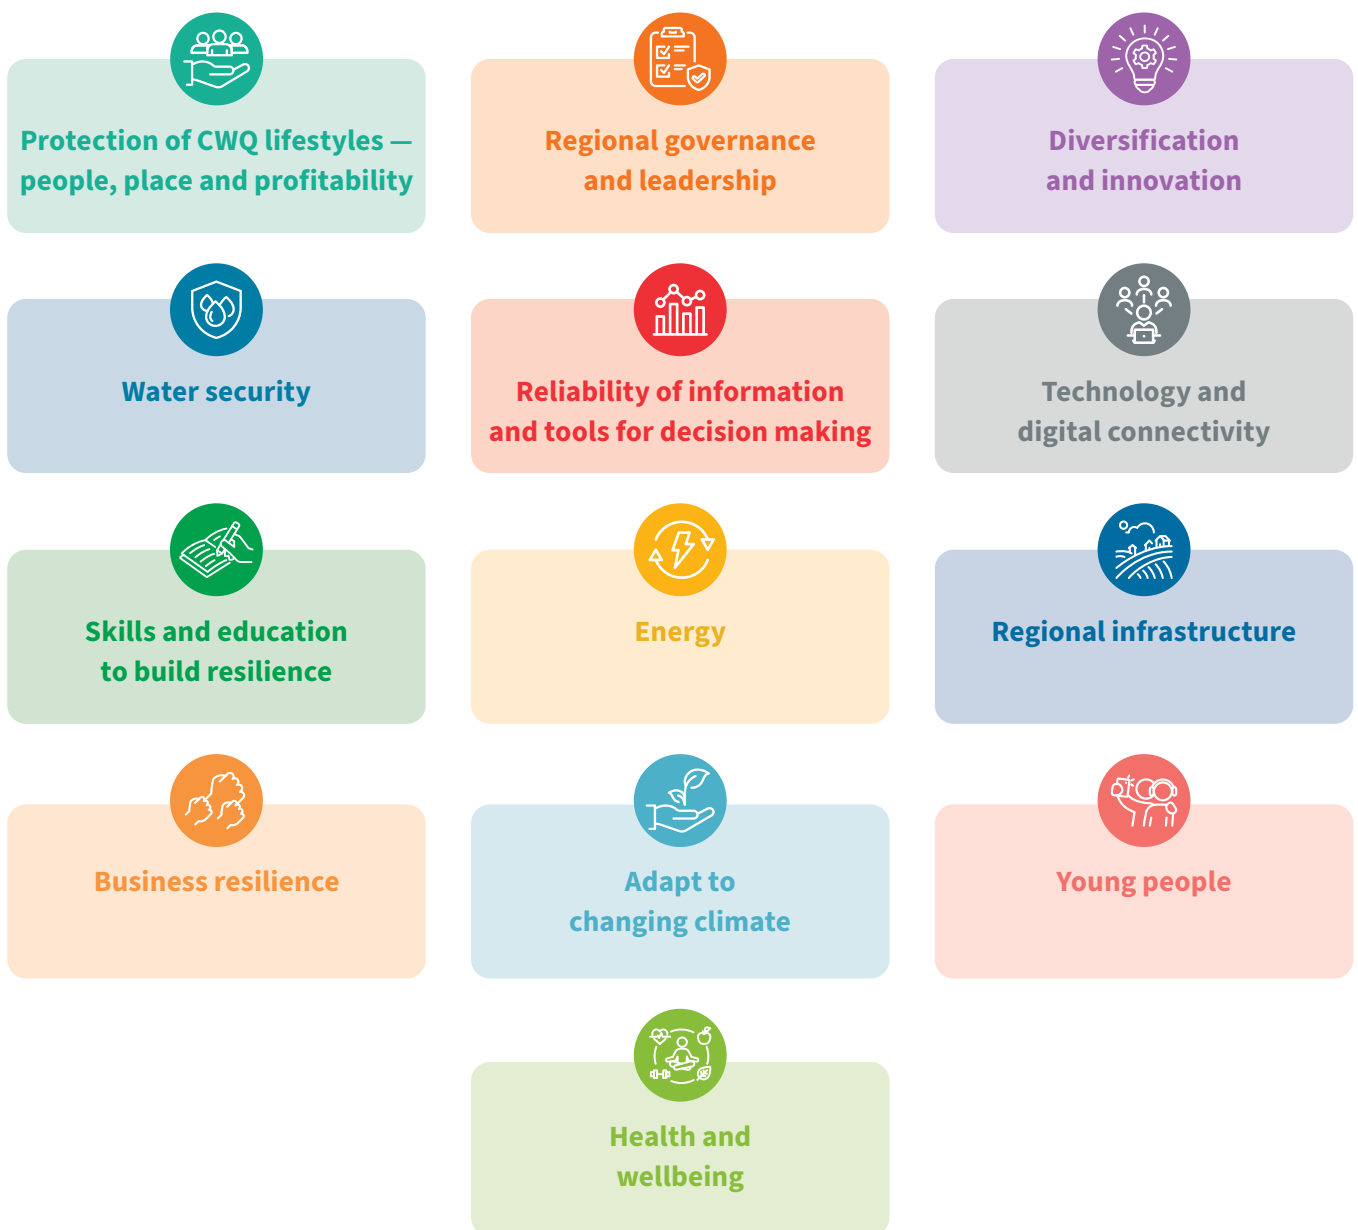 Protection of CWQ lifestyles —
people, place and profitability
Regional governance
and leadership
Diversification
and innovation
Water security
Reliability of information
and tools for decision making
Technology and
digital connectivity
Skills and education
to build resilience
Energy
Regional infrastructure
Business resilience
Adapt to
changing climate
Young people
Health and
wellbeing